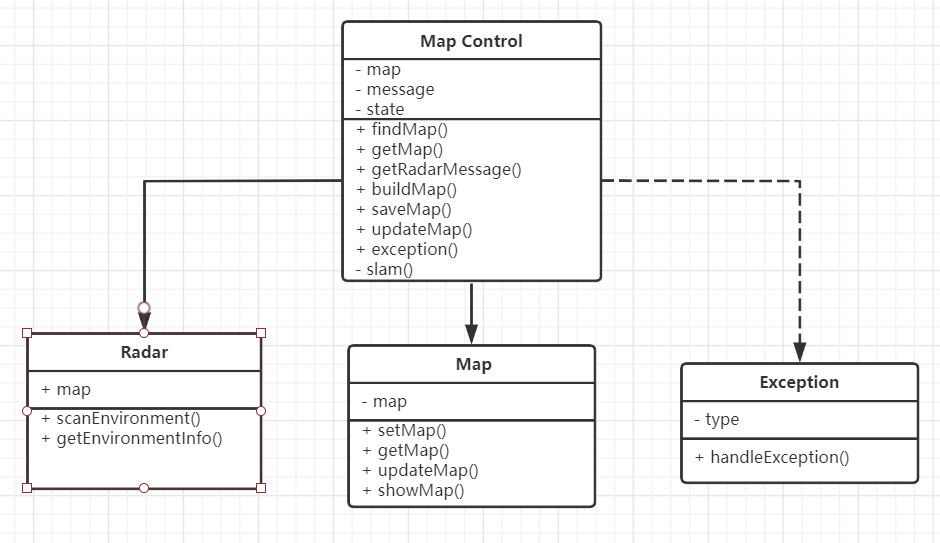 Map Control
- map
- message
- state
+ findMap()
+ getMap()
+ getRadarMessage()
+ buildMap()
+ saveMap()
+ updateMap()
+ exception()
- slam()
Radar
+ map
+ scanEnvironment()
+ getEnvironmentInfo()
Map
- map
+ setMap()
+ getMap()
+ updateMap()
+ showMap()
Exception
- type
+ handleException()